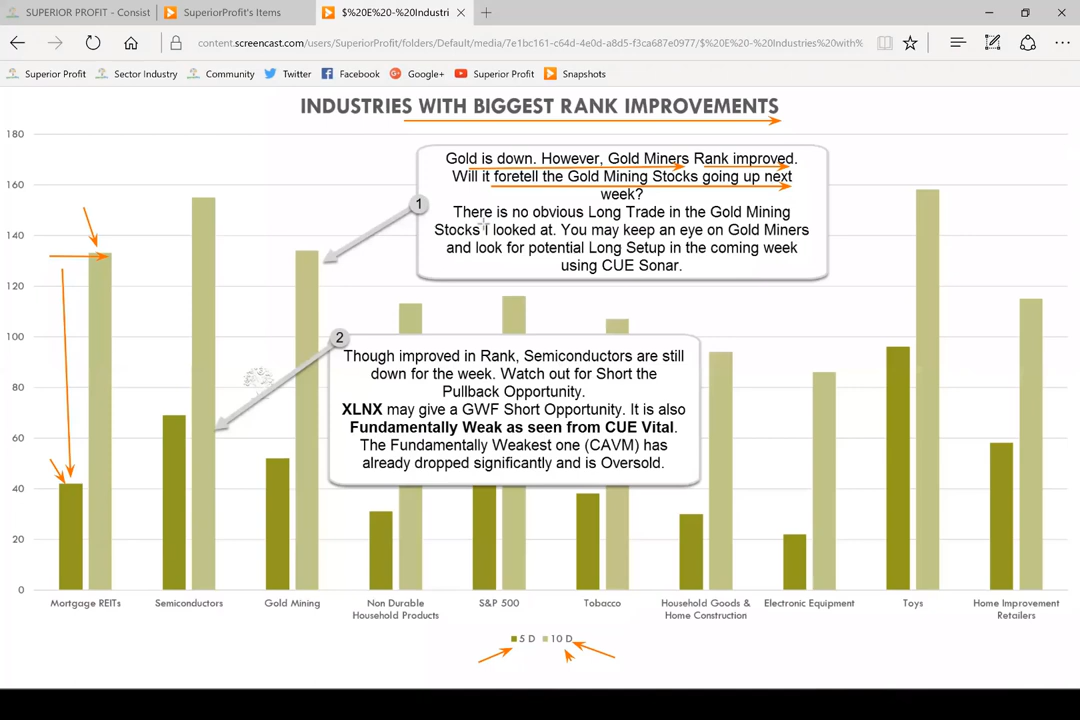 SUPERIOR PROFIT - Consist
SuperiorProfit's Items
$%20E%20-%20Industri
content.screencast.com/users/SuperiorProfit/folders/Default/media/7e1bc161-c64d-4e0d-a8d5-f3ca687e0977/$%20E%20-%20Industries%20with%
Superior Profit
Sector Industry
Community
Twitter
Facebook
Google+
Superior Profit
Snapshots
INDUSTRIES WITH BIGGEST RANK IMPROVEMENTS
180
160
140
120
100
80
60
40
20
0
1
Gold is down. However, Gold Miners Rank improved.
Will it foretell the Gold Mining Stocks going up next
week?
There is no obvious Long Trade in the Gold Mining
Stocks I looked at. You may keep an eye on Gold Miners
and look for potential Long Setup in the coming week
using CUE Sonar.
2
Though improved in Rank, Semiconductors are still
down for the week. Watch out for Short the
Pullback Opportunity.
XLNX may give a GWF Short Opportunity. It is also
Fundamentally Weak as seen from CUE Vital.
The Fundamentally Weakest one (CAVM) has
already dropped significantly and is Oversold.
Mortgage REITs
Semiconductors
Gold Mining
Non Durable
Household Products
S&P 500
Tobacco
Household Goods &
Home Construction
Electronic Equipment
Toys
Home Improvement
Retailers
5 D
10 D